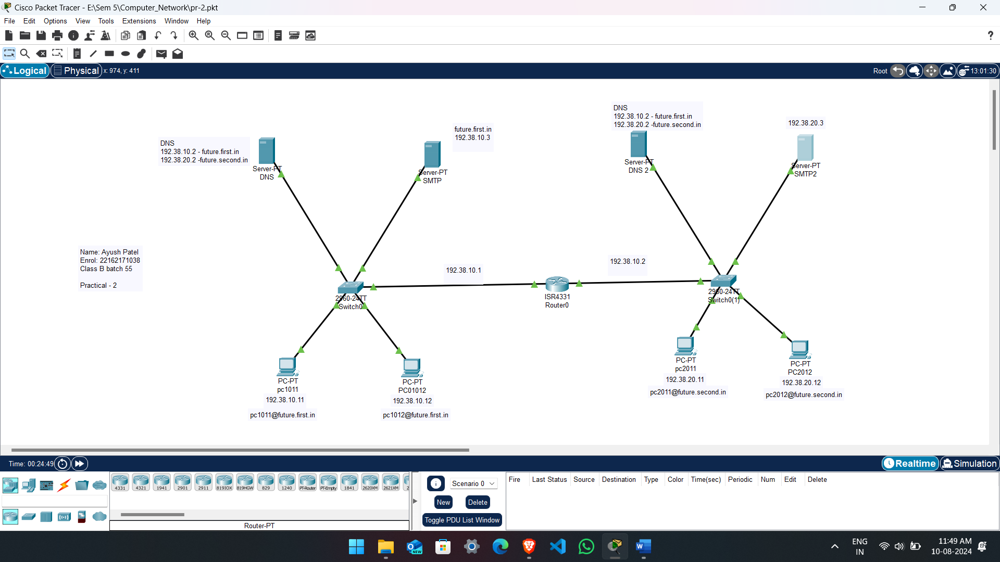 Cisco Packet Tracer - E:\Sem 5\Computer_Network\pr-2.pkt
File Edit Options View Tools Extensions Window Help
?
Logical Physical x: 974, y: 411 Root 13:01:30
DNS
192.38.10.2 - future.first.in
192.38.20.2 -future.second.in
Server-PT
DNS
future.first.in
192.38.10.3
Server-PT
SMTP
DNS
192.38.10.2 - future.first.in
192.38.20.2 -future.second.in
Server-PT
DNS 2
192.38.20.3
Server-PT
SMTP2
Name: Ayush Patel
Enrol: 22162171038
Class B batch 55
Practical - 2
2960-24TT
Switch0
192.38.10.1
ISR4331
Router0
192.38.10.2
2960-24TT
Switch0(1)
PC-PT
pc1011
192.38.10.11
pc1011@future.first.in
PC-PT
PC01012
192.38.10.12
pc1012@future.first.in
PC-PT
pc2011
192.38.20.11
pc2011@future.second.in
PC-PT
PC2012
192.38.20.12
pc2012@future.second.in
Time: 00:24:49 Realtime Simulation
4331 4321 1941 2901 2911 819IOX 819HGW 829 1240 PT-Router PT-Empty 1841 2620XM 2621XM 2
Router-PT
Scenario 0
New Delete
Toggle PDU List Window
Fire Last Status Source Destination Type Color Time(sec) Periodic Num Edit Delete
NEW
ENG
IN
11:49 AM
10-08-2024